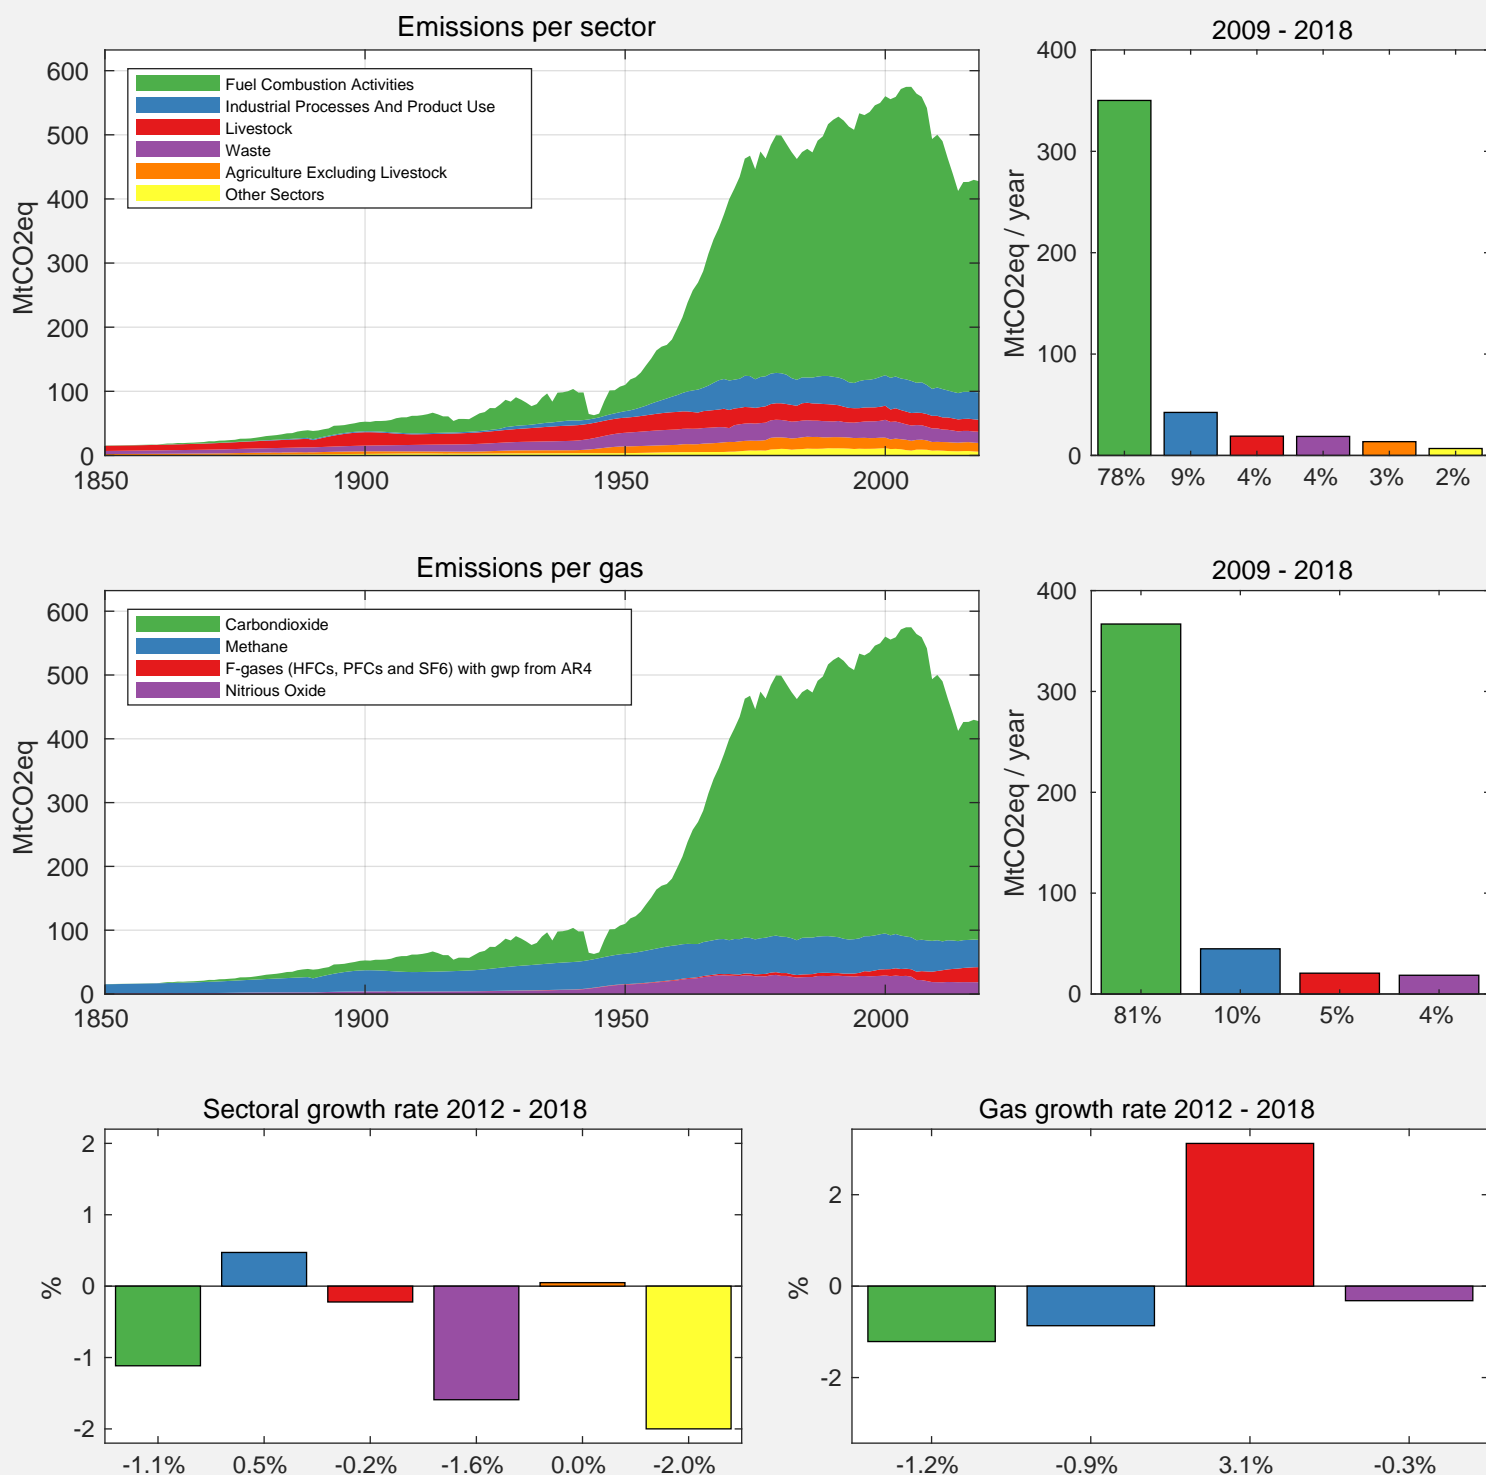 Emissions per sector
600
500
400
300
200
100
0
MtCO2eq
Fuel Combustion Activities
Industrial Processes And Product Use
Livestock
Waste
Agriculture Excluding Livestock
Other Sectors
1850 1900 1950 2000
2009 - 2018
400
300
200
100
0
MtCO2eq / year
78% 9% 4% 4% 3% 2%
Emissions per gas
600
500
400
300
200
100
0
MtCO2eq
Carbondioxide
Methane
F-gases (HFCs, PFCs and SF6) with gwp from AR4
Nitrious Oxide
1850 1900 1950 2000
2009 - 2018
400
300
200
100
0
MtCO2eq / year
81% 10% 5% 4%
Sectoral growth rate 2012 - 2018
2
1
0
-1
-2
%
-1.1% 0.5% -0.2% -1.6% 0.0% -2.0%
Gas growth rate 2012 - 2018
2
0
-2
%
-1.2% -0.9% 3.1% -0.3%